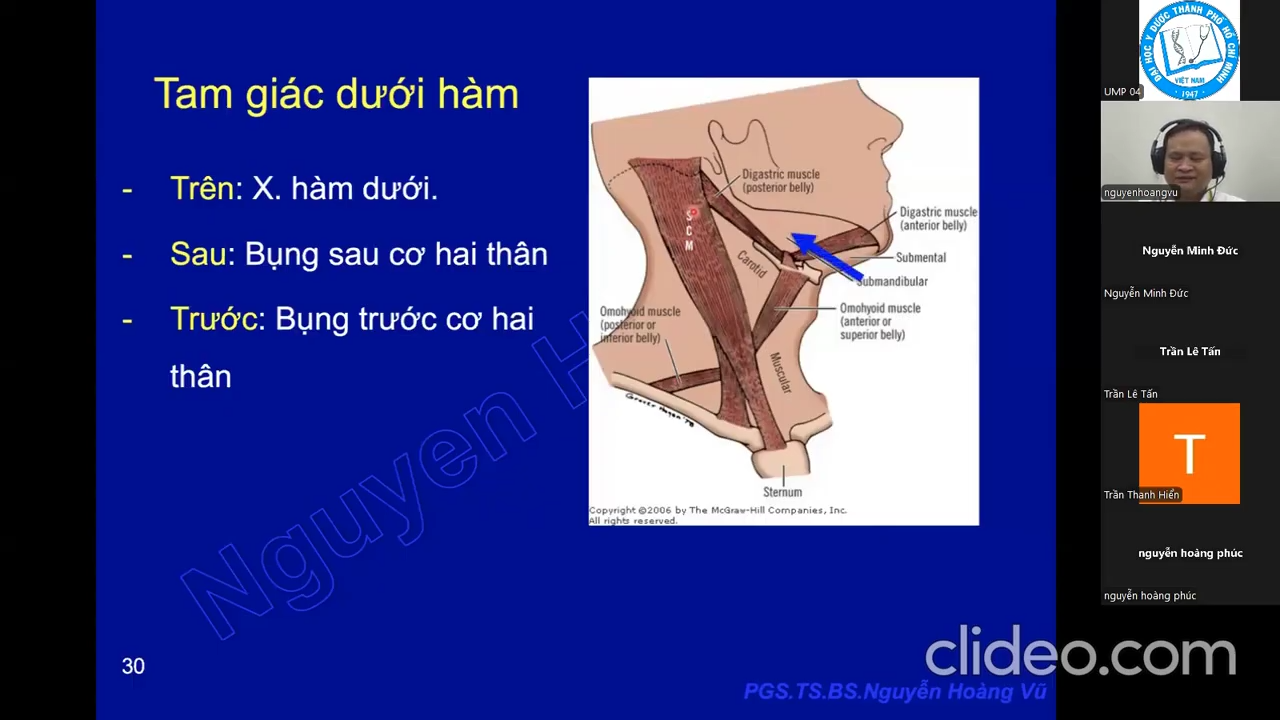 Tam giác dưới hàm
- Trên: X. hàm dưới.
- Sau: Bụng sau cơ hai thân
- Trước: Bụng trước cơ hai
thân
Digastric muscle
(posterior belly)
Digastric muscle
(anterior belly)
S
C
M
Carotid
Submental
Submandibular
Omohyoid muscle
(posterior or
inferior belly)
Omohyoid muscle
(anterior or
superior belly)
Muscular
Sternum
Copyright ©2006 by The McGraw-Hill Companies, Inc.
All rights reserved.
Nguyen H
30
PGS.TS.BS.Nguyễn Hoàng Vũ
clideo.com
ĐẠI HỌC Y DƯỢC THÀNH PHỐ HỒ CHÍ MINH
VIỆT NAM
1947
UMP 04
nguyenhoangvu
Nguyễn Minh Đức
Nguyễn Minh Đức
Trần Lê Tấn
Trần Lê Tấn
T
Trần Thanh Hiển
nguyễn hoàng phúc
nguyễn hoàng phúc